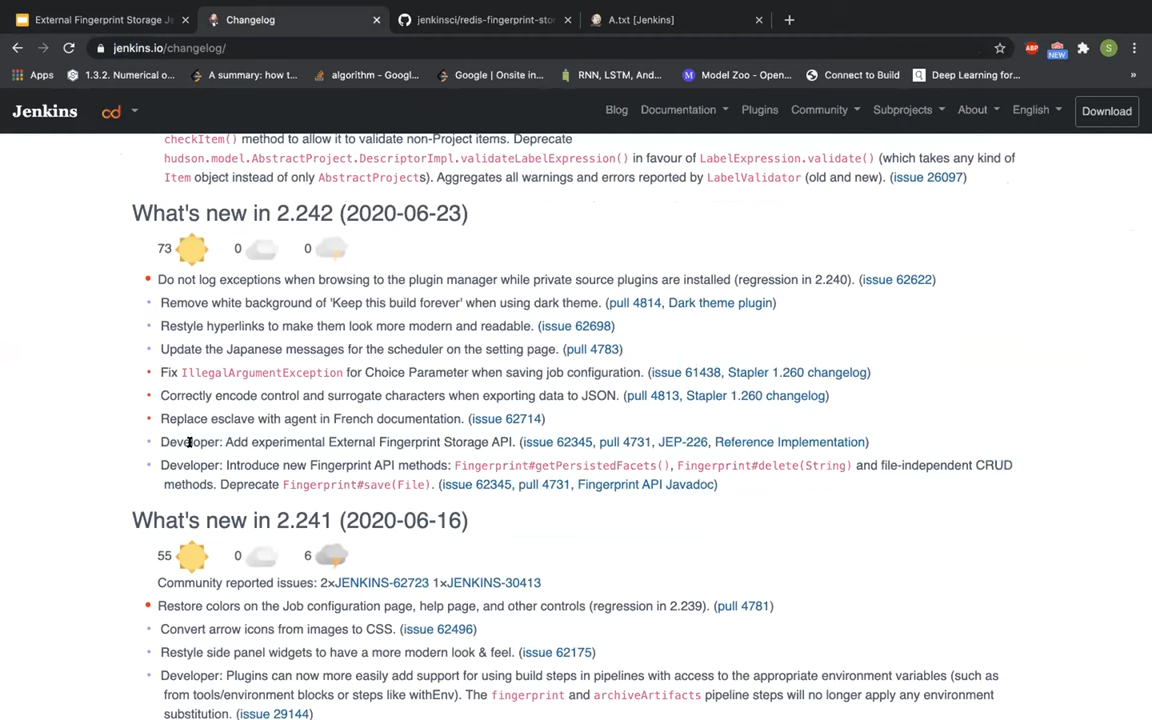 External Fingerprint Storage Je
Changelog
jenkinsci/redis-fingerprint-sto
A.txt [Jenkins]
jenkins.io/changelog/
ABP
NEW
S
Apps
1.3.2. Numerical o...
A summary: how t...
algorithm - Googl...
Google | Onsite in...
RNN, LSTM, And...
Model Zoo - Open...
Connect to Build
Deep Learning for...
»
Jenkins
cd
Blog
Documentation
Plugins
Community
Subprojects
About
English
Download
checkItem() method to allow it to validate non-Project items. Deprecate
hudson.model.AbstractProject.DescriptorImpl.validateLabelExpression() in favour of LabelExpression.validate() (which takes any kind of
Item object instead of only AbstractProjects). Aggregates all warnings and errors reported by LabelValidator (old and new). (issue 26097)
What's new in 2.242 (2020-06-23)
73 0 0
Do not log exceptions when browsing to the plugin manager while private source plugins are installed (regression in 2.240). (issue 62622)
Remove white background of 'Keep this build forever' when using dark theme. (pull 4814, Dark theme plugin)
Restyle hyperlinks to make them look more modern and readable. (issue 62698)
Update the Japanese messages for the scheduler on the setting page. (pull 4783)
Fix IllegalArgumentException for Choice Parameter when saving job configuration. (issue 61438, Stapler 1.260 changelog)
Correctly encode control and surrogate characters when exporting data to JSON. (pull 4813, Stapler 1.260 changelog)
Replace esclave with agent in French documentation. (issue 62714)
Developer: Add experimental External Fingerprint Storage API. (issue 62345, pull 4731, JEP-226, Reference Implementation)
Developer: Introduce new Fingerprint API methods: Fingerprint#getPersistedFacets(), Fingerprint#delete(String) and file-independent CRUD
methods. Deprecate Fingerprint#save(File). (issue 62345, pull 4731, Fingerprint API Javadoc)
What's new in 2.241 (2020-06-16)
55 0 6
Community reported issues: 2×JENKINS-62723 1×JENKINS-30413
Restore colors on the Job configuration page, help page, and other controls (regression in 2.239). (pull 4781)
Convert arrow icons from images to CSS. (issue 62496)
Restyle side panel widgets to have a more modern look & feel. (issue 62175)
Developer: Plugins can now more easily add support for using build steps in pipelines with access to the appropriate environment variables (such as
from tools/environment blocks or steps like withEnv). The fingerprint and archiveArtifacts pipeline steps will no longer apply any environment
substitution. (issue 29144)